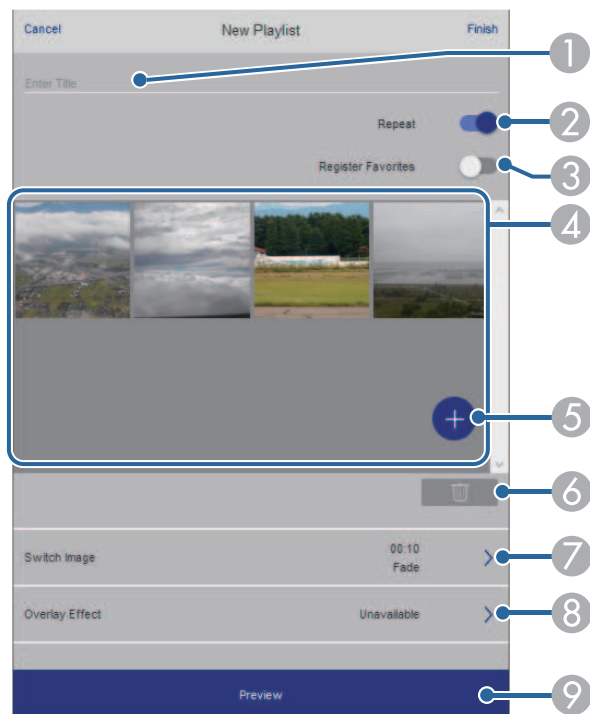 Cancel New Playlist Finish
Enter Title 1
Repeat 2
Register Favorites 3
4
5
6
Switch Image 00:10 7
Fade
Overlay Effect Unavailable 8
Preview 9